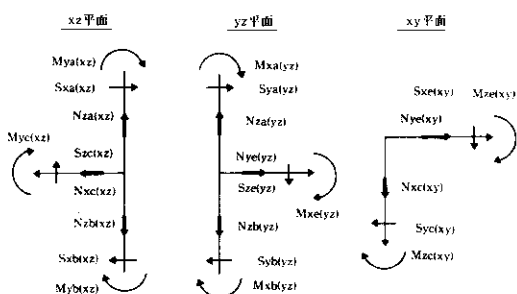 xz平面
Mya(xz)
Sxa(xz)
Nza(xz)
Myc(xz)
Szc(xz)
Nxc(xz)
Nzb(xz)
Sxb(xz)
Myb(xz)
yz平面
Mxa(yz)
Sya(yz)
Nza(yz)
Nye(yz)
Sze(yz)
Mxe(yz)
Nzb(yz)
Syb(yz)
Mxb(yz)
xy平面
Sxe(xy)
Mze(xy)
Nye(xy)
Nxc(xy)
Syc(xy)
Mzc(xy)